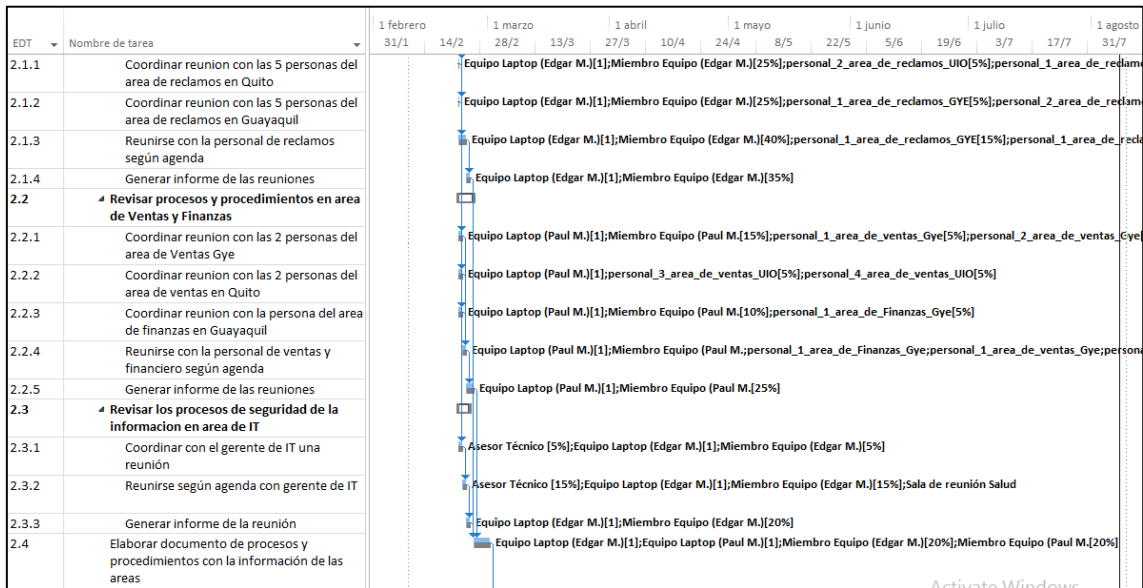 1 febrero 1 marzo 1 abril 1 mayo 1 junio 1 julio 1 agosto
EDT Nombre de tarea 31/1 14/2 28/2 13/3 27/3 10/4 24/4 8/5 22/5 5/6 19/6 3/7 17/7 31/7
2.1.1 Coordinar reunion con las 5 personas del Equipo Laptop (Edgar M.)[1];Miembro Equipo (Edgar M.)[25%];personal_2_area_de_reclamos_UIO[5%];personal_1_area_de_reclamo
area de reclamos en Quito
2.1.2 Coordinar reunion con las 5 personas del Equipo Laptop (Edgar M.)[1];Miembro Equipo (Edgar M.)[25%];personal_1_area_de_reclamos_GYE[5%];personal_2_area_de_reclam
area de reclamos en Guayaquil
2.1.3 Reunirse con la personal de reclamos Equipo Laptop (Edgar M.)[1];Miembro Equipo (Edgar M.)[40%];personal_1_area_de_reclamos_GYE[15%];personal_1_area_de_recla
según agenda
2.1.4 Generar informe de las reuniones Equipo Laptop (Edgar M.)[1];Miembro Equipo (Edgar M.)[35%]
2.2 Revisar procesos y procedimientos en area
de Ventas y Finanzas
2.2.1 Coordinar reunion con las 2 personas del Equipo Laptop (Paul M.)[1];Miembro Equipo (Paul M.[15%];personal_1_area_de_ventas_Gye[5%];personal_2_area_de_ventas_Gye[
area de Ventas Gye
2.2.2 Coordinar reunion con las 2 personas del Equipo Laptop (Paul M.)[1];personal_3_area_de_ventas_UIO[5%];personal_4_area_de_ventas_UIO[5%]
area de ventas en Quito
2.2.3 Coordinar reunion con la persona del area Equipo Laptop (Paul M.)[1];Miembro Equipo (Paul M.[10%];personal_1_area_de_Finanzas_Gye[5%]
de finanzas en Guayaquil
2.2.4 Reunirse con la personal de ventas y Equipo Laptop (Paul M.)[1];Miembro Equipo (Paul M.;personal_1_area_de_Finanzas_Gye;personal_1_area_de_ventas_Gye;persona
financiero según agenda
2.2.5 Generar informe de las reuniones Equipo Laptop (Paul M.)[1];Miembro Equipo (Paul M.[25%]
2.3 Revisar los procesos de seguridad de la
informacion en area de IT
2.3.1 Coordinar con el gerente de IT una Asesor Técnico [5%];Equipo Laptop (Edgar M.)[1];Miembro Equipo (Edgar M.)[5%]
reunión
2.3.2 Reunirse según agenda con gerente de IT Asesor Técnico [15%];Equipo Laptop (Edgar M.)[1];Miembro Equipo (Edgar M.)[15%];Sala de reunión Salud
2.3.3 Generar informe de la reunión Equipo Laptop (Edgar M.)[1];Miembro Equipo (Edgar M.)[20%]
2.4 Elaborar documento de procesos y Equipo Laptop (Edgar M.)[1];Equipo Laptop (Paul M.)[1];Miembro Equipo (Edgar M.)[20%];Miembro Equipo (Paul M.[20%]
procedimientos con la información de las
areas
Activate Windows